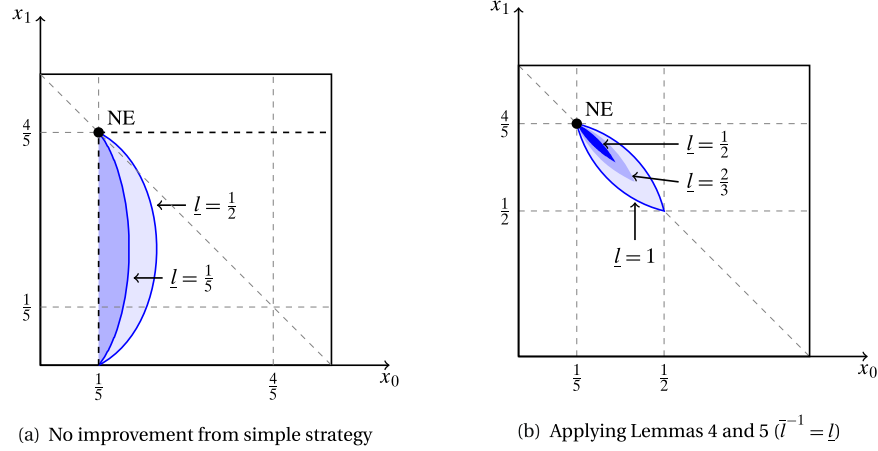 x₁
NE
4/5
l̲ = 1/2
l̲ = 1/5
1/5
1/5
4/5
x₀
(a) No improvement from simple strategy
x₁
NE
4/5
l̲ = 1/2
l̲ = 2/3
1/2
l̲ = 1
1/5
1/2
x₀
(b) Applying Lemmas 4 and 5 (l̅⁻¹ = l̲)